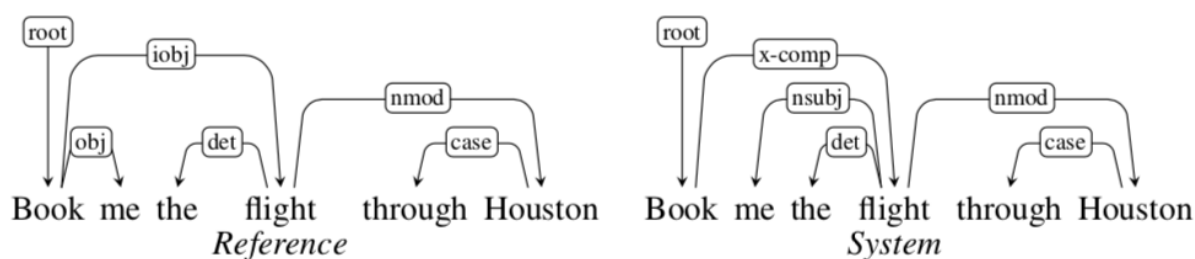 root root
iobj x-comp
nmod nsubj nmod
obj det case det case
Book me the flight through Houston Book me the flight through Houston
Reference System